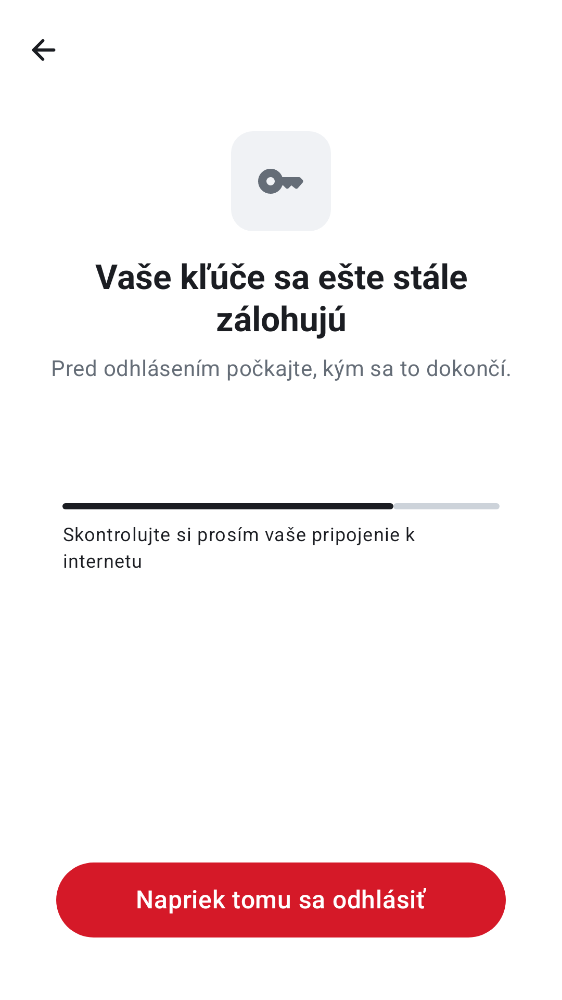 Vaše kľúče sa ešte stále
zálohujú
Pred odhlásením počkajte, kým sa to dokončí.
Skontrolujte si prosím vaše pripojenie k
internetu
Napriek tomu sa odhlásiť